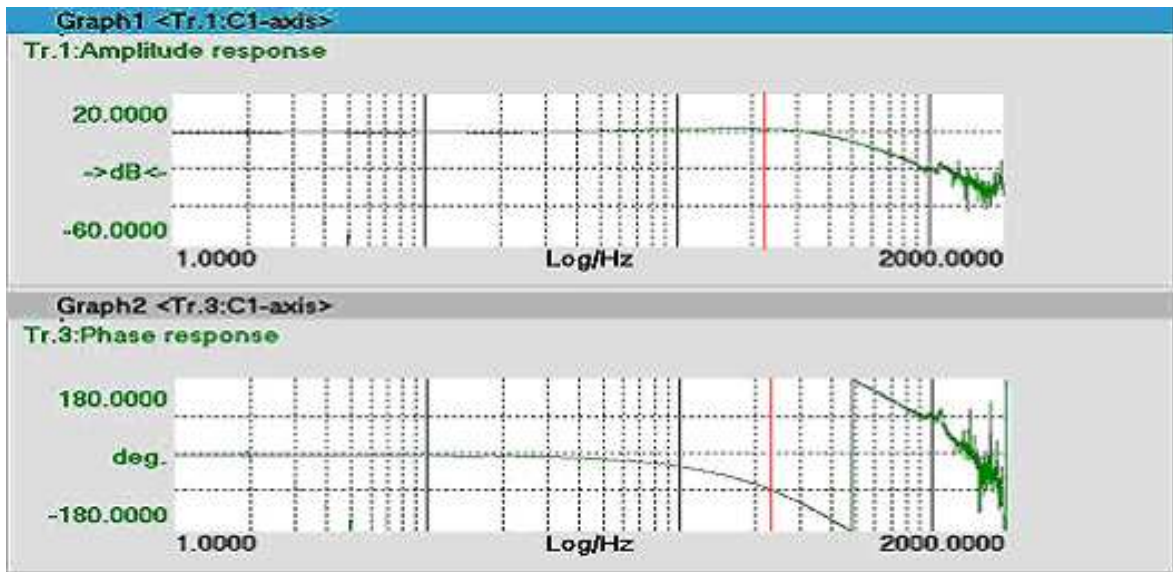 Graph1 <Tr.1:C1-axis>
Tr.1:Amplitude response
20.0000
->dB<-
-60.0000
1.0000 Log/Hz 2000.0000
Graph2 <Tr.3:C1-axis>
Tr.3:Phase response
180.0000
deg.
-180.0000
1.0000 Log/Hz 2000.0000